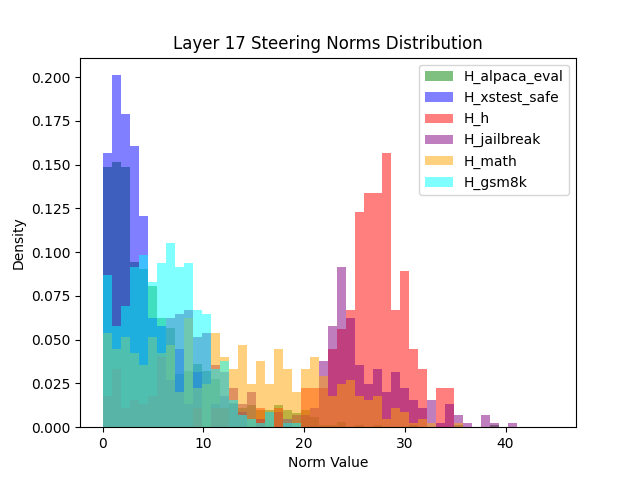 Layer 17 Steering Norms Distribution
H_alpaca_eval
H_xstest_safe
H_h
H_jailbreak
H_math
H_gsm8k
Density
0.200
0.175
0.150
0.125
0.100
0.075
0.050
0.025
0.000
0 10 20 30 40
Norm Value